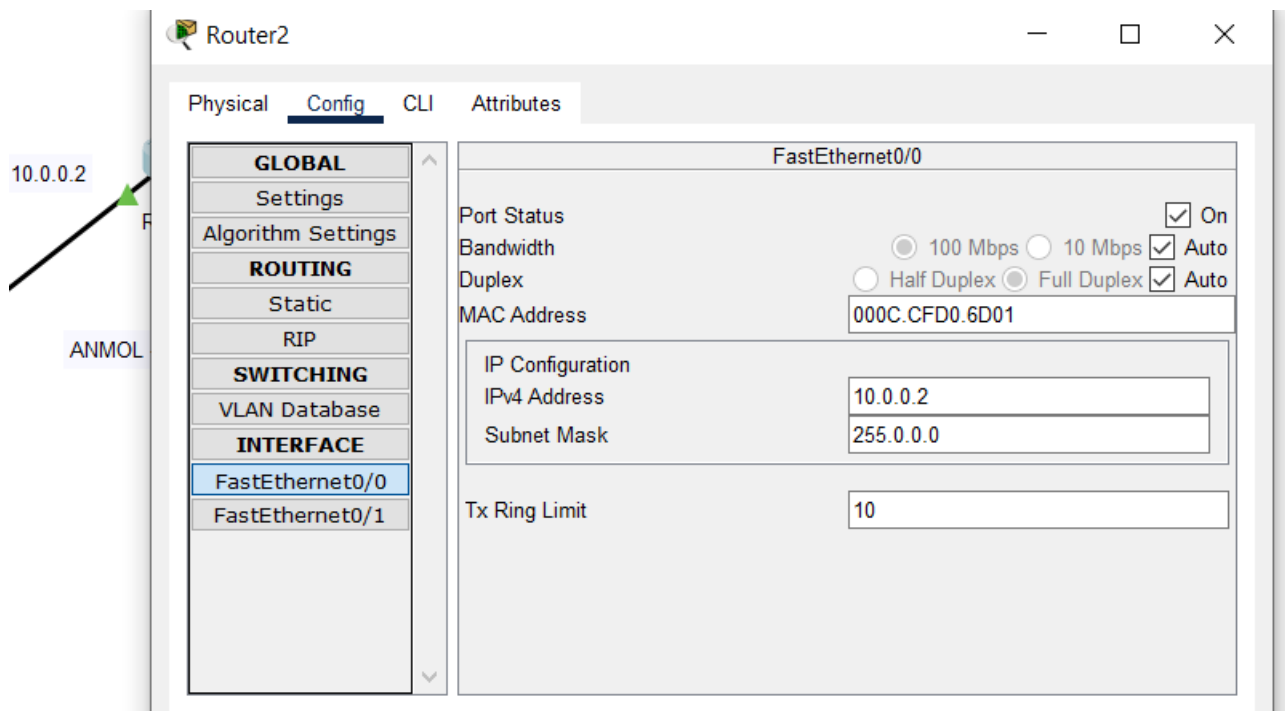 Router2
Physical Config CLI Attributes
10.0.0.2
R
ANMOL
GLOBAL
Settings
Algorithm Settings
ROUTING
Static
RIP
SWITCHING
VLAN Database
INTERFACE
FastEthernet0/0
FastEthernet0/1
FastEthernet0/0
Port Status On
Bandwidth 100 Mbps 10 Mbps Auto
Duplex Half Duplex Full Duplex Auto
MAC Address 000C.CFD0.6D01
IP Configuration
IPv4 Address 10.0.0.2
Subnet Mask 255.0.0.0
Tx Ring Limit 10